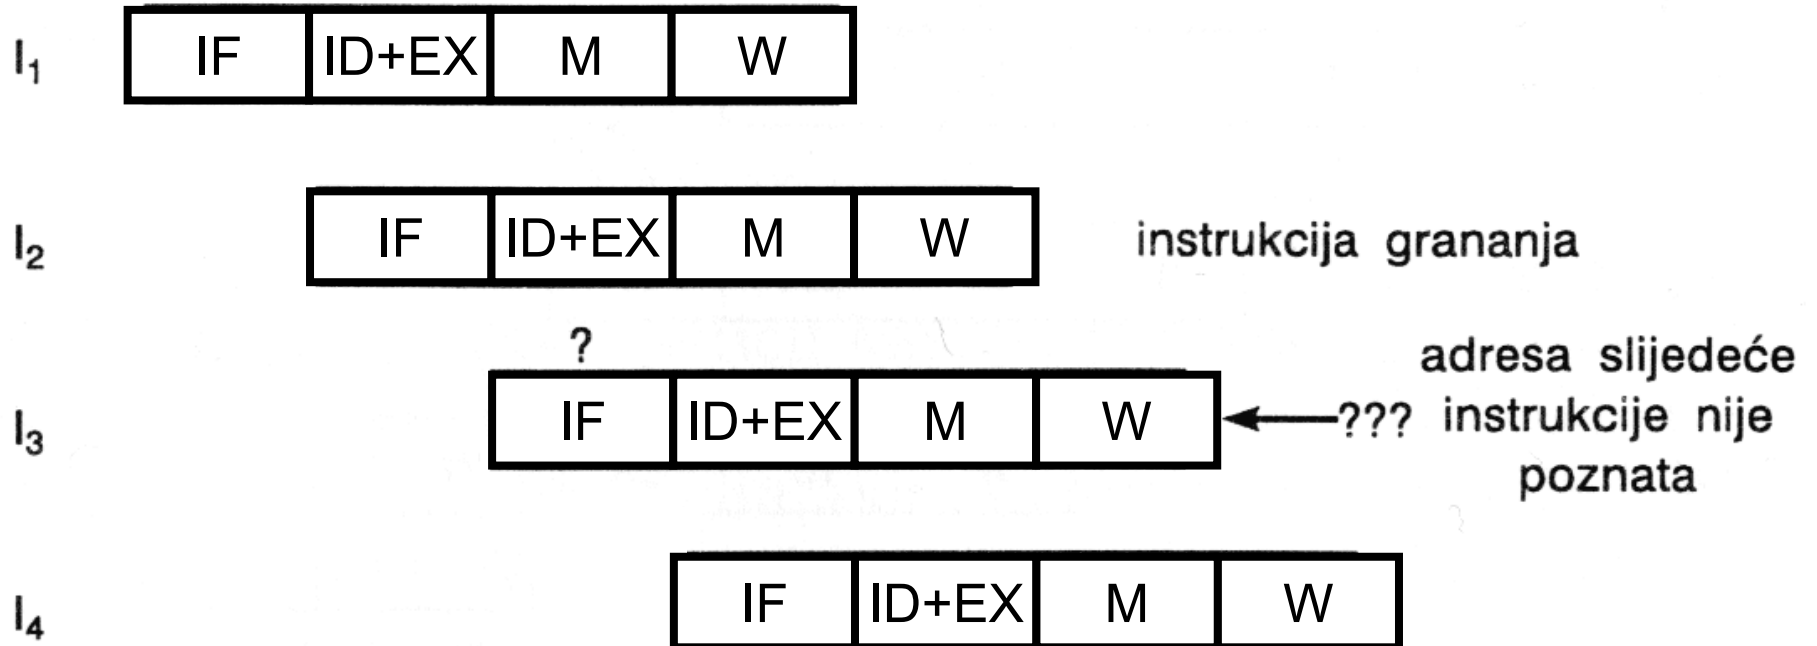 I₁ IF ID+EX M W
I₂ IF ID+EX M W instrukcija grananja
?
I₃ IF ID+EX M W ??? adresa slijedeće
instrukcije nije
poznata
I₄ IF ID+EX M W